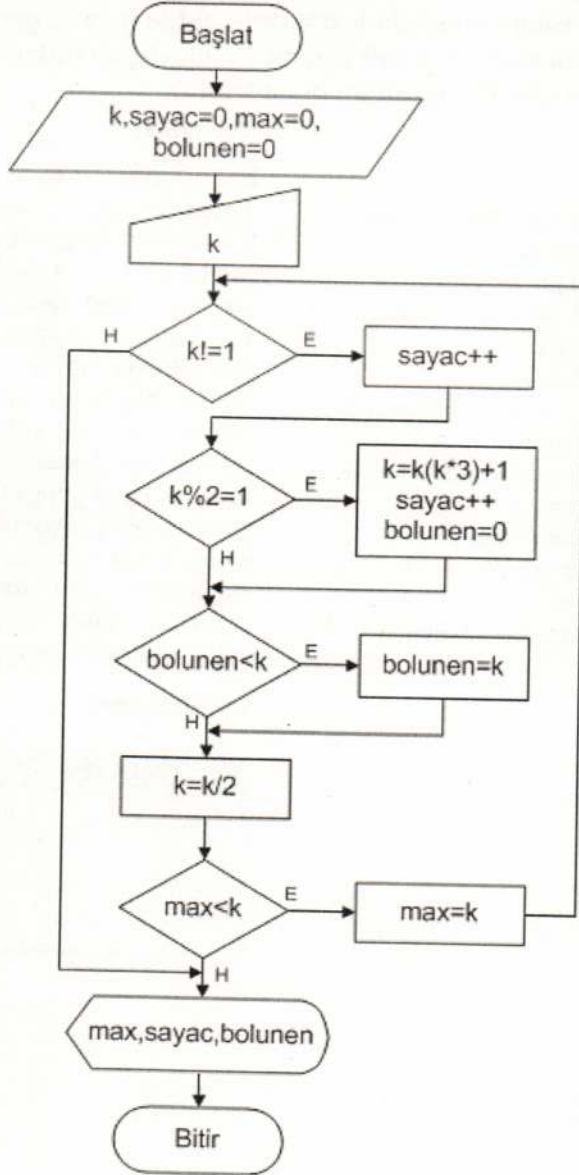 Başlat
k,sayac=0,max=0,
bolunen=0
k
H
k!=1
E
sayac++
k%2=1
E
k=k(k*3)+1
sayac++
bolunen=0
H
bolunen<k
E
bolunen=k
H
k=k/2
max<k
E
max=k
H
max,sayac,bolunen
Bitir